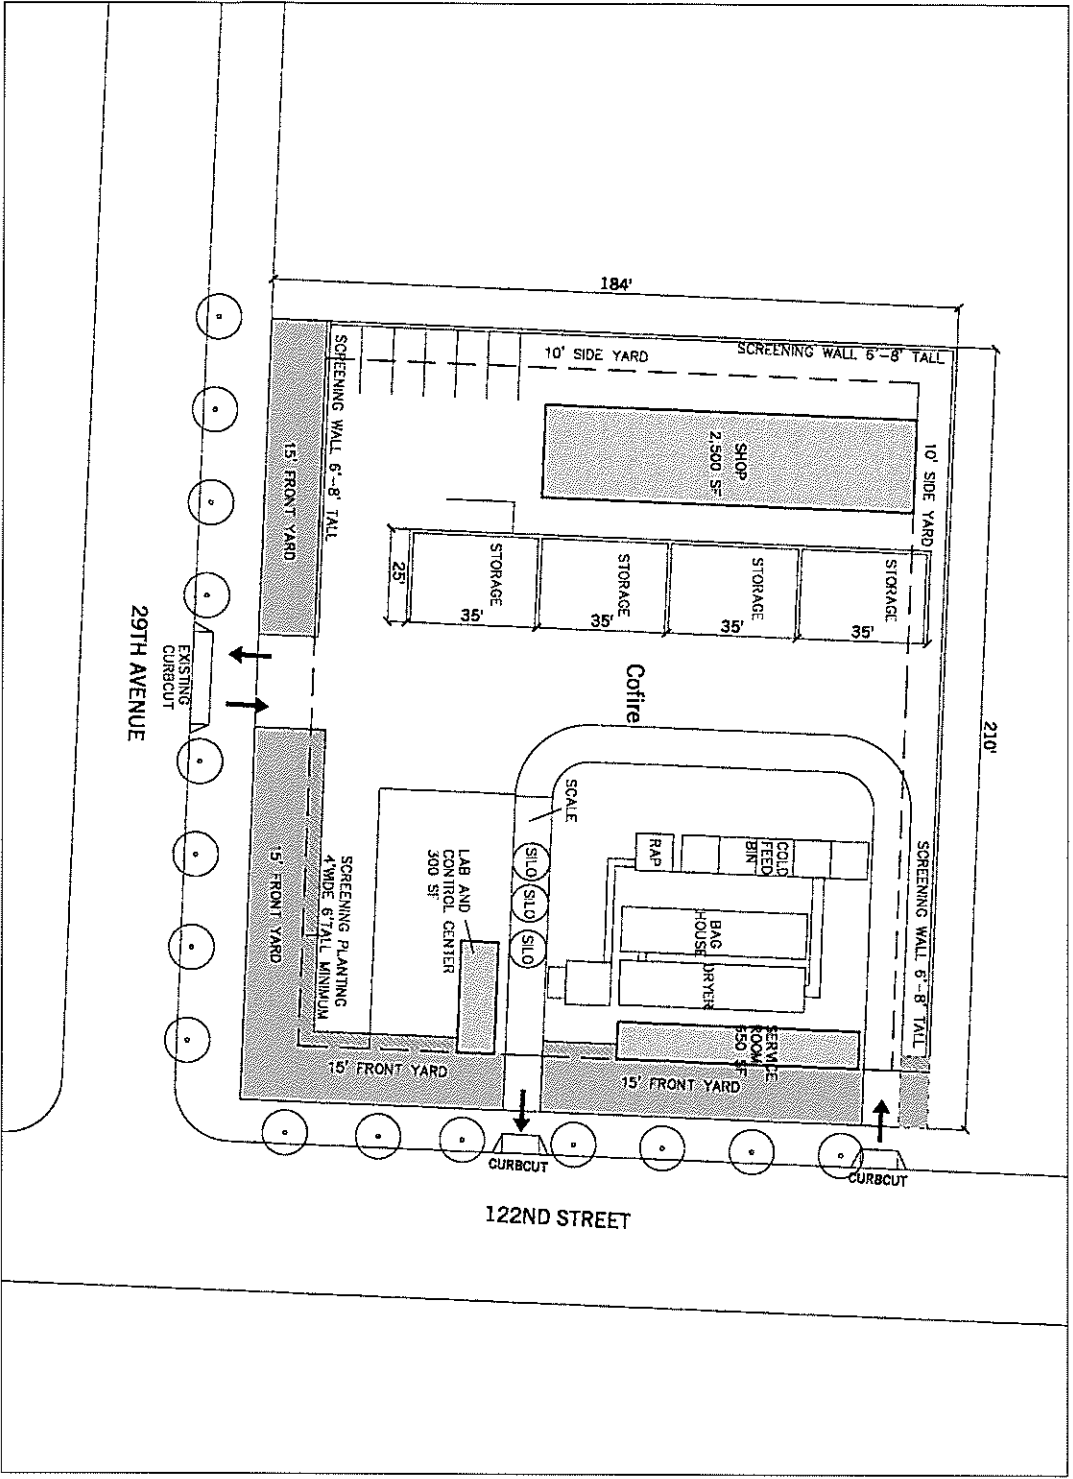 184'
SCREENING WALL 6'-8' TALL
10' SIDE YARD
SCREENING WALL 6'-8' TALL
10' SIDE YARD
15' FRONT YARD
SHOP
2,500 SF
STORAGE
STORAGE
STORAGE
STORAGE
25'
35'
35'
35'
35'
29TH AVENUE
EXISTING
CURBCUT
Cofire
210'
SCALE
SILO
SILO
SILO
RAP
COLD
FEED
BIN
BAG
HOUSE
DRYER
SCREENING WALL 6'-8' TALL
LAB AND
CONTROL CENTER
300 SF
SCREENING PLANTING
4'WIDE 6'TALL MINIMUM
15' FRONT YARD
SERVICE
ROOM
550 SF
15' FRONT YARD
15' FRONT YARD
CURBCUT
CURBCUT
122ND STREET